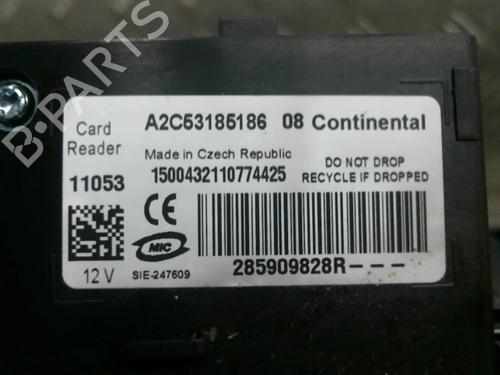 B-PARTS
Card Reader
A2C53185186 08 Continental
Made in Czech Republic
11053
1500432110774425
DO NOT DROP
RECYCLE IF DROPPED
CE
MIC
12 V
SIE-247609
285909828R---